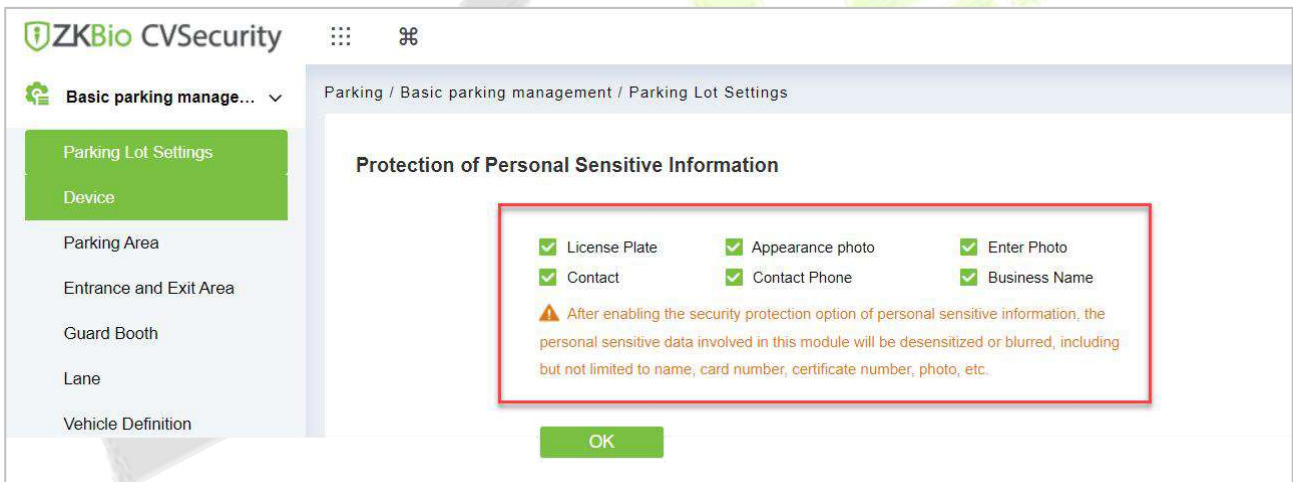 ZKBio CVSecurity
Basic parking manage...
Parking / Basic parking management / Parking Lot Settings
Parking Lot Settings
Device
Parking Area
Entrance and Exit Area
Guard Booth
Lane
Vehicle Definition
Protection of Personal Sensitive Information
License Plate Appearance photo Enter Photo
Contact Contact Phone Business Name
After enabling the security protection option of personal sensitive information, the
personal sensitive data involved in this module will be desensitized or blurred, including
but not limited to name, card number, certificate number, photo, etc.
OK